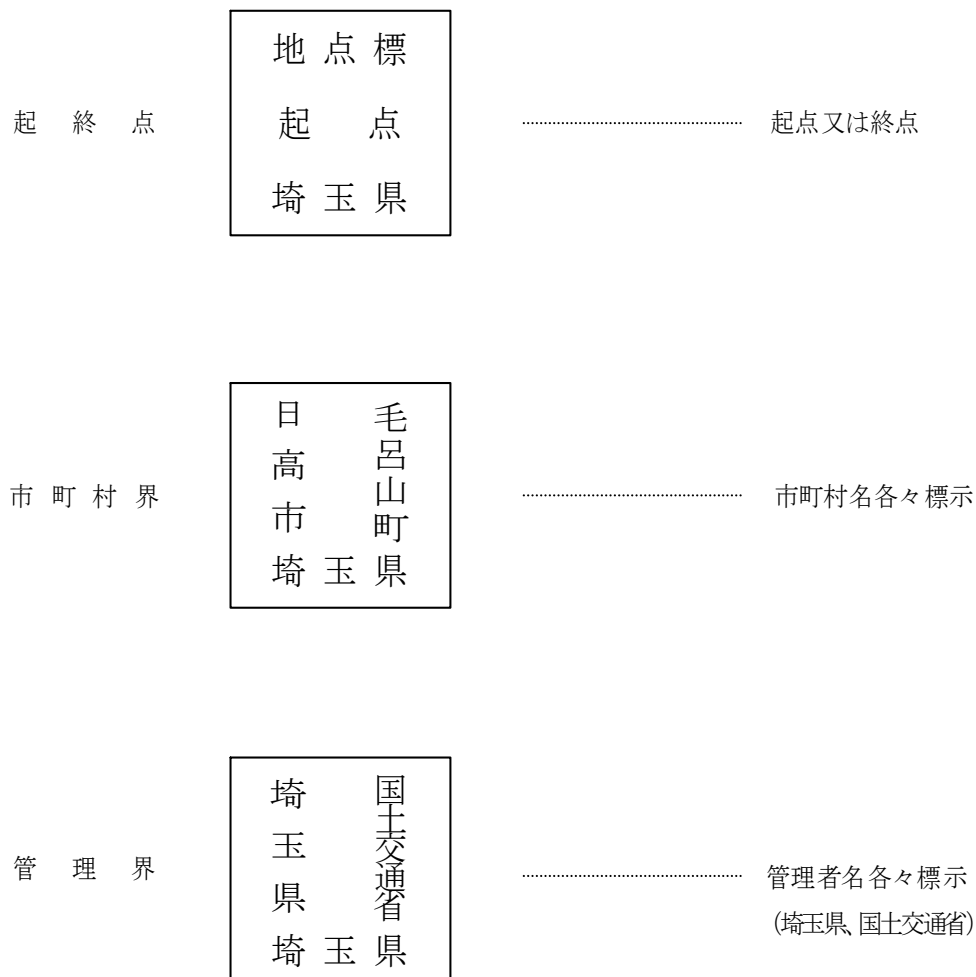 地点標
起終点
起　点
起点又は終点
埼玉県
日高市
毛呂山町
市町村界
市町村名各々標示
埼玉県
埼玉県
国土交通省
管理界
管理者名各々標示
(埼玉県、国土交通省)
埼玉県